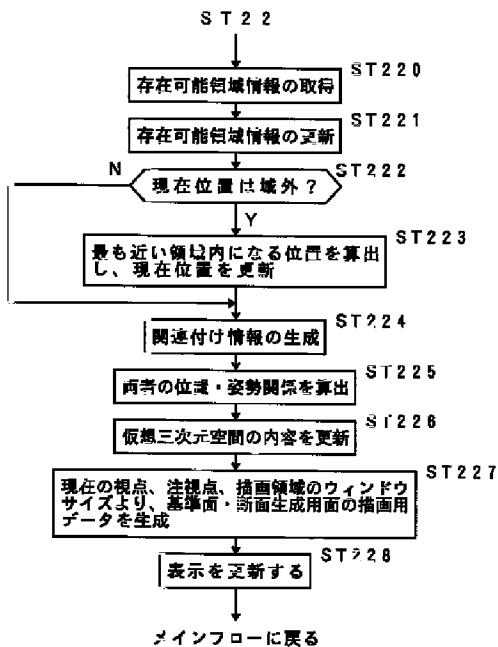 ST22
ST220
存在可能領域情報の取得
ST221
存在可能領域情報の更新
ST222
N
現在位置は域外？
Y
ST223
最も近い領域内になる位置を算出
し、現在位置を更新
ST224
関連付け情報の生成
ST225
両者の位置・姿勢関係を算出
ST226
仮想三次元空間の内容を更新
ST227
現在の視点、注視点、描画領域のウィンドウ
サイズより、基準面・断面生成用面の描画用
データを生成
ST228
表示を更新する
メインフローに戻る